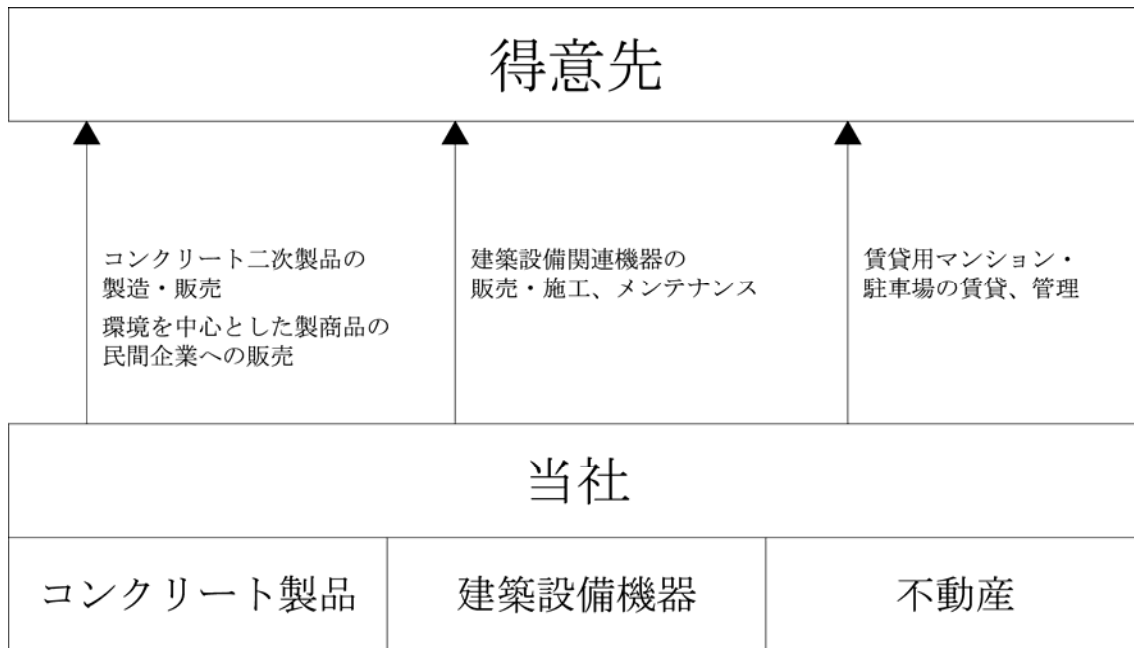 得意先
コンクリート二次製品の
製造・販売
環境を中心とした製商品の
民間企業への販売
建築設備関連機器の
販売・施工、メンテナンス
賃貸用マンション・
駐車場の賃貸、管理
当社
コンクリート製品
建築設備機器
不動産